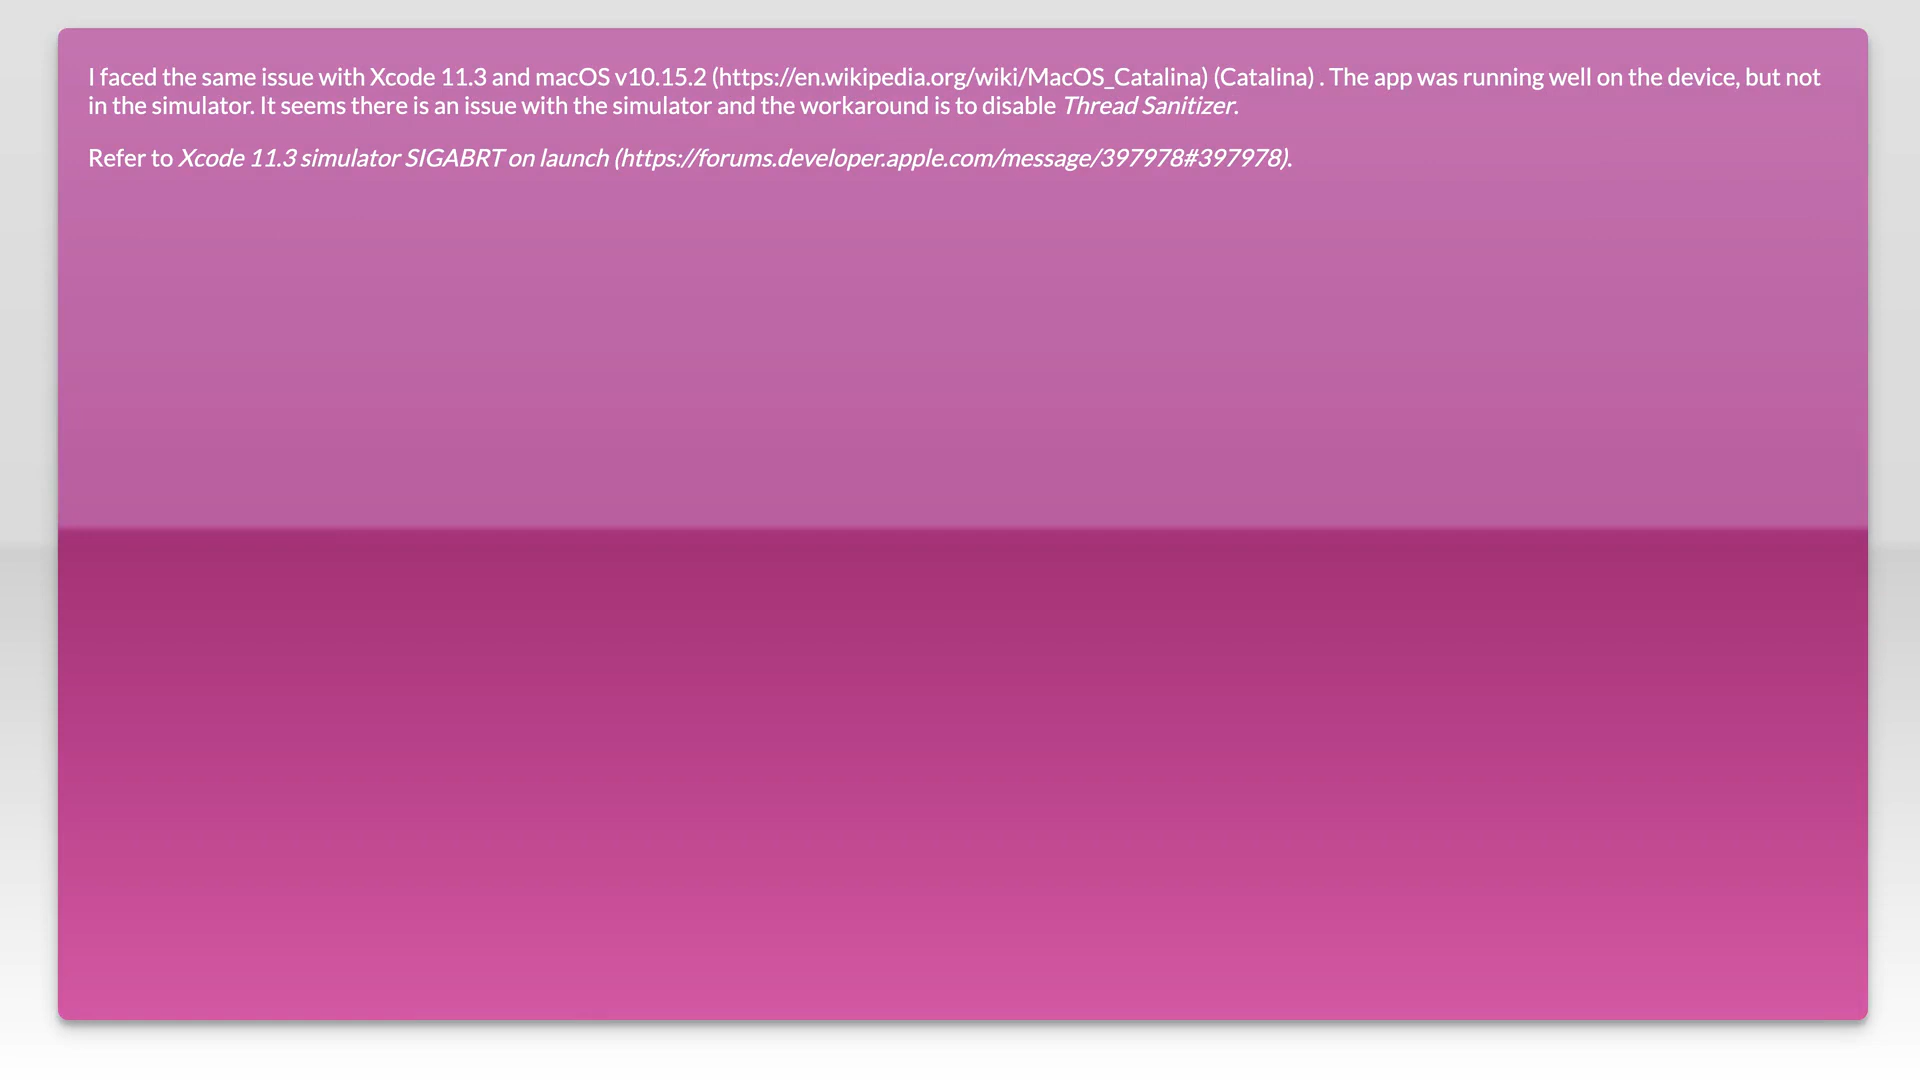 I faced the same issue with Xcode 11.3 and macOS v10.15.2 (https://en.wikipedia.org/wiki/MacOS_Catalina) (Catalina) . The app was running well on the device, but not
in the simulator. It seems there is an issue with the simulator and the workaround is to disable Thread Sanitizer.
Refer to Xcode 11.3 simulator SIGABRT on launch (https://forums.developer.apple.com/message/397978#397978).